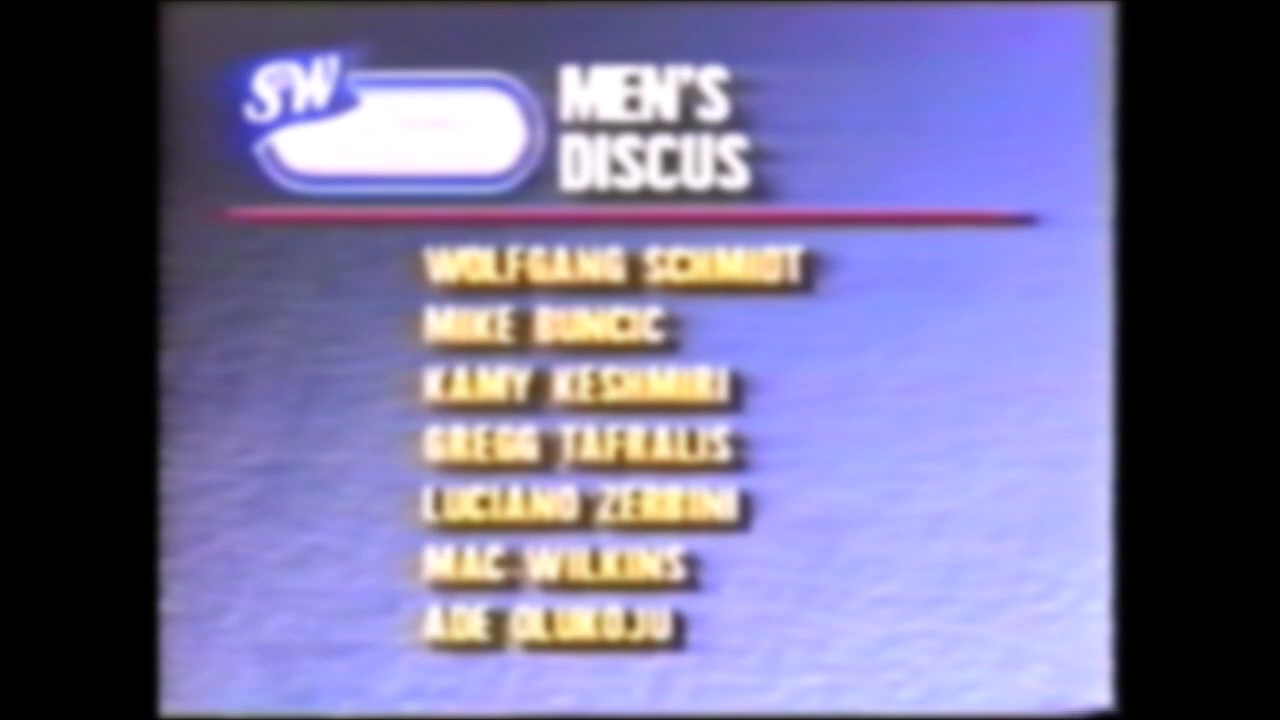 SW
MEN'S
DISCUS
WOLFGANG SCHMIDT
MIKE BUNCIC
KAMY KESHMIRI
GREGG TAFRALIS
LUCIANO ZERBINI
MAC WILKINS
ADE OLUKOJU